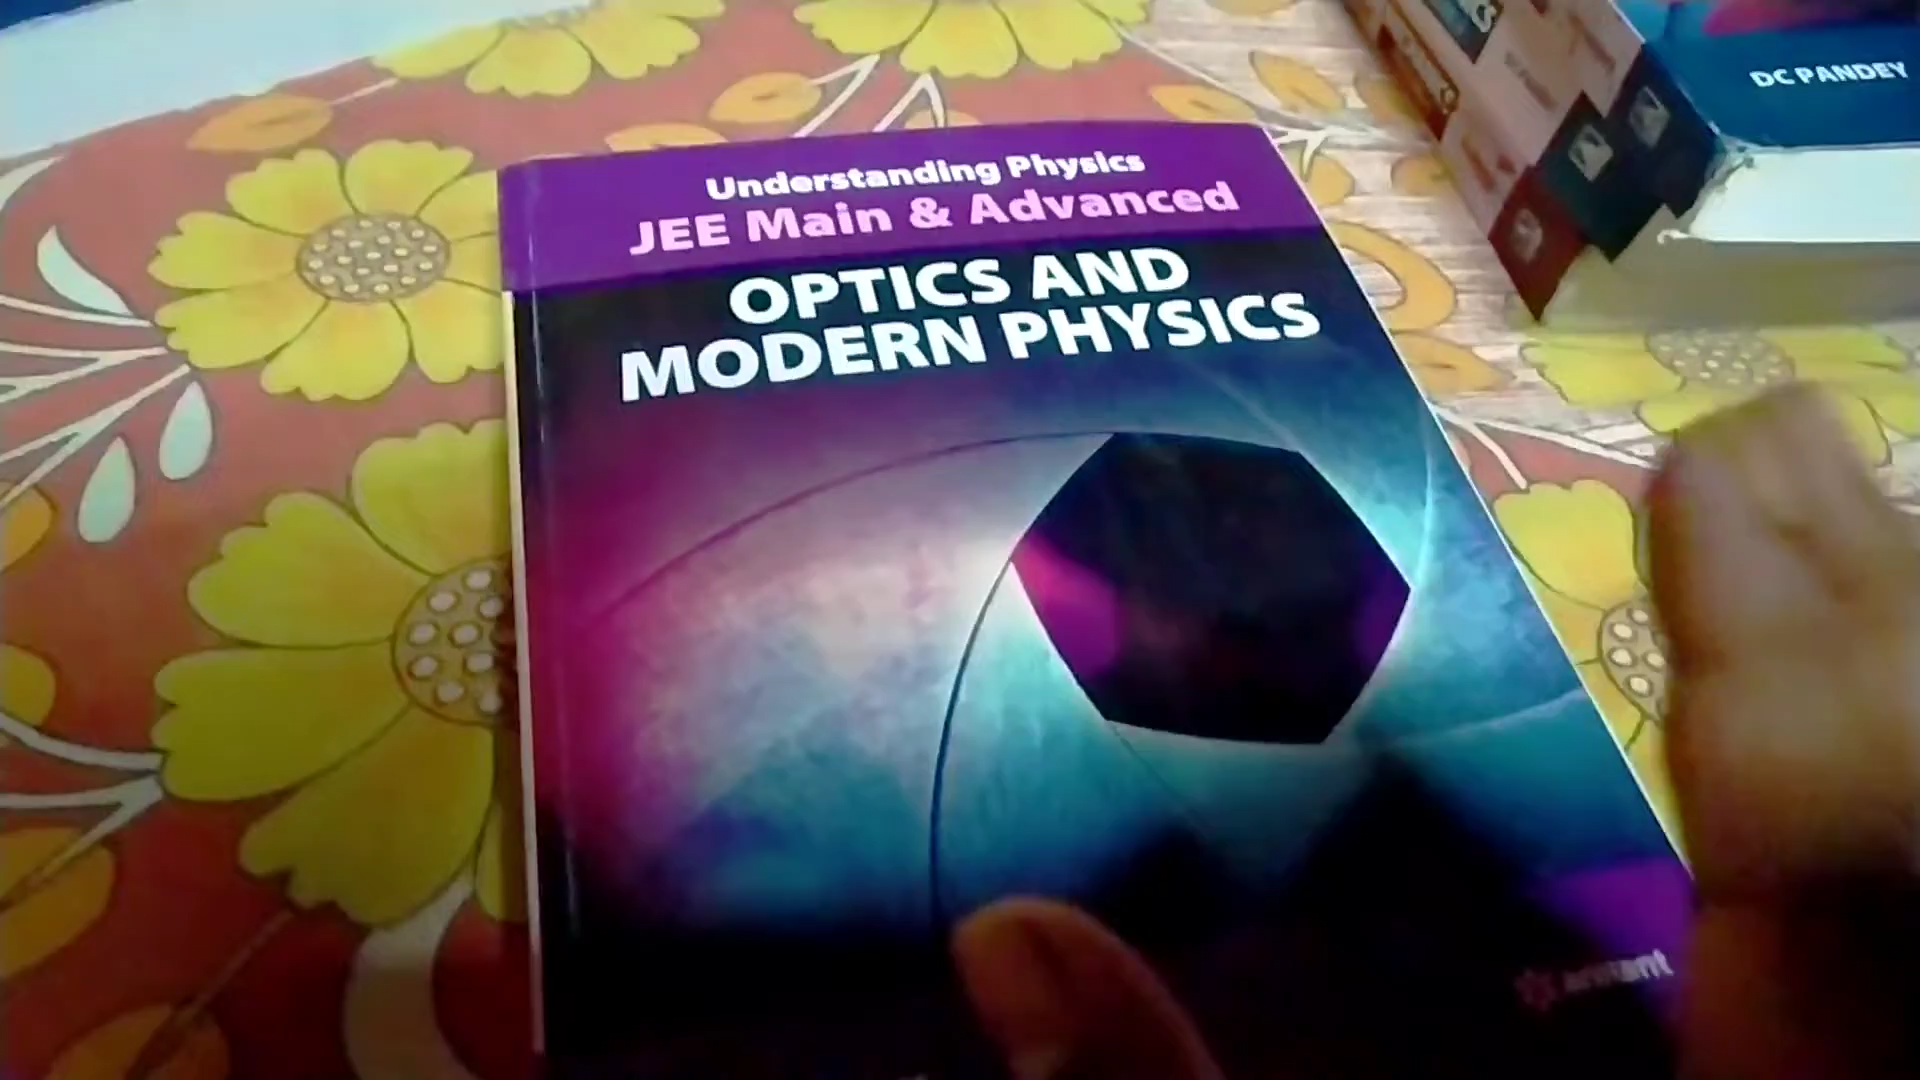 Understanding Physics
JEE Main & Advanced
OPTICS AND
MODERN PHYSICS
DC PANDEY
arihant